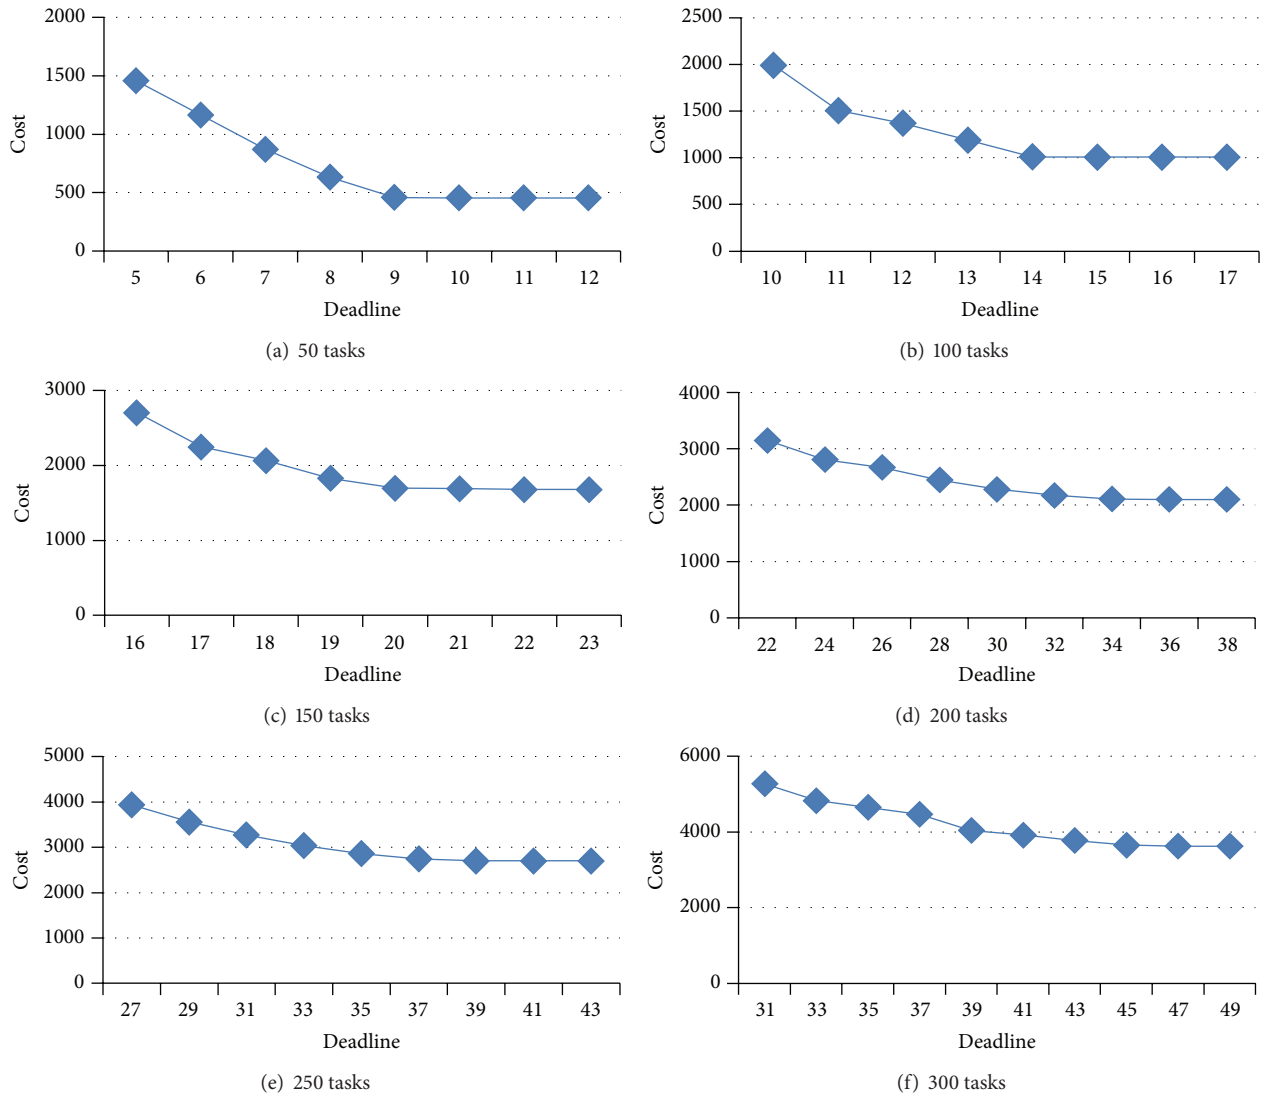 2000
1500
1000
500
0
Cost
5 6 7 8 9 10 11 12
Deadline
(a) 50 tasks
2500
2000
1500
1000
500
0
Cost
10 11 12 13 14 15 16 17
Deadline
(b) 100 tasks
3000
2000
1000
0
Cost
16 17 18 19 20 21 22 23
Deadline
(c) 150 tasks
4000
3000
2000
1000
0
Cost
22 24 26 28 30 32 34 36 38
Deadline
(d) 200 tasks
5000
4000
3000
2000
1000
0
Cost
27 29 31 33 35 37 39 41 43
Deadline
(e) 250 tasks
6000
4000
2000
0
Cost
31 33 35 37 39 41 43 45 47 49
Deadline
(f) 300 tasks